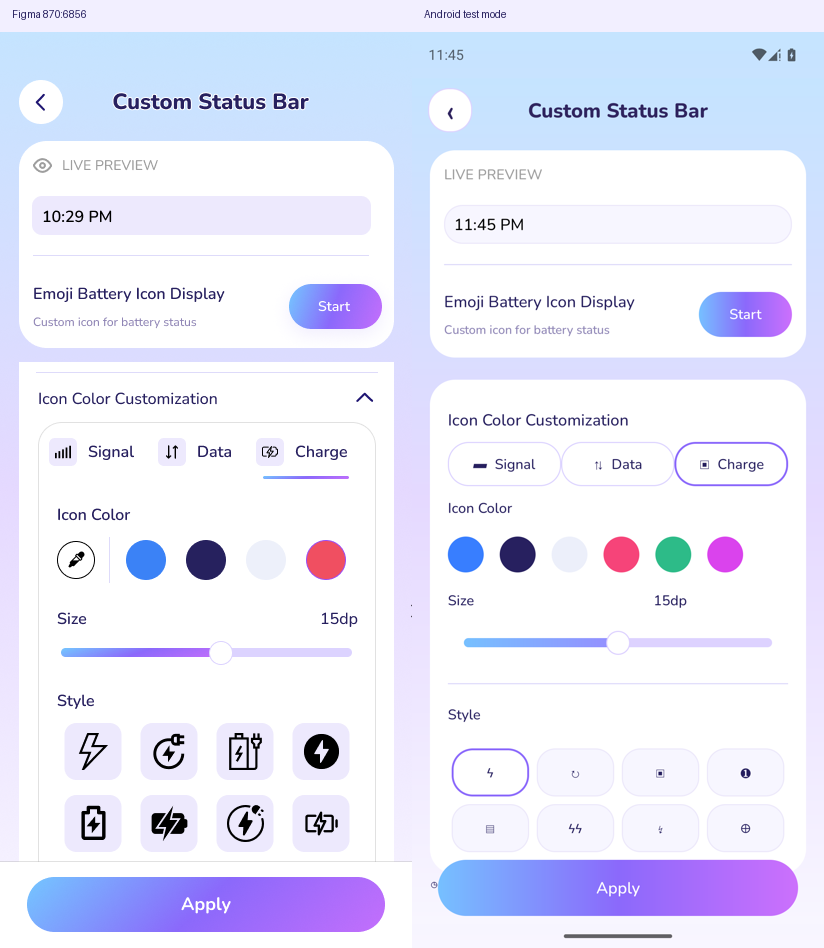 Figma 870:6856
Custom Status Bar
LIVE PREVIEW
10:29 PM
Emoji Battery Icon Display
Custom icon for battery status
Start
Icon Color Customization
Signal
Data
Charge
Icon Color
Size
15dp
Style
Apply
Android test mode
11:45
Custom Status Bar
LIVE PREVIEW
11:45 PM
Emoji Battery Icon Display
Custom icon for battery status
Start
Icon Color Customization
Signal
Data
Charge
Icon Color
Size
15dp
Style
Apply